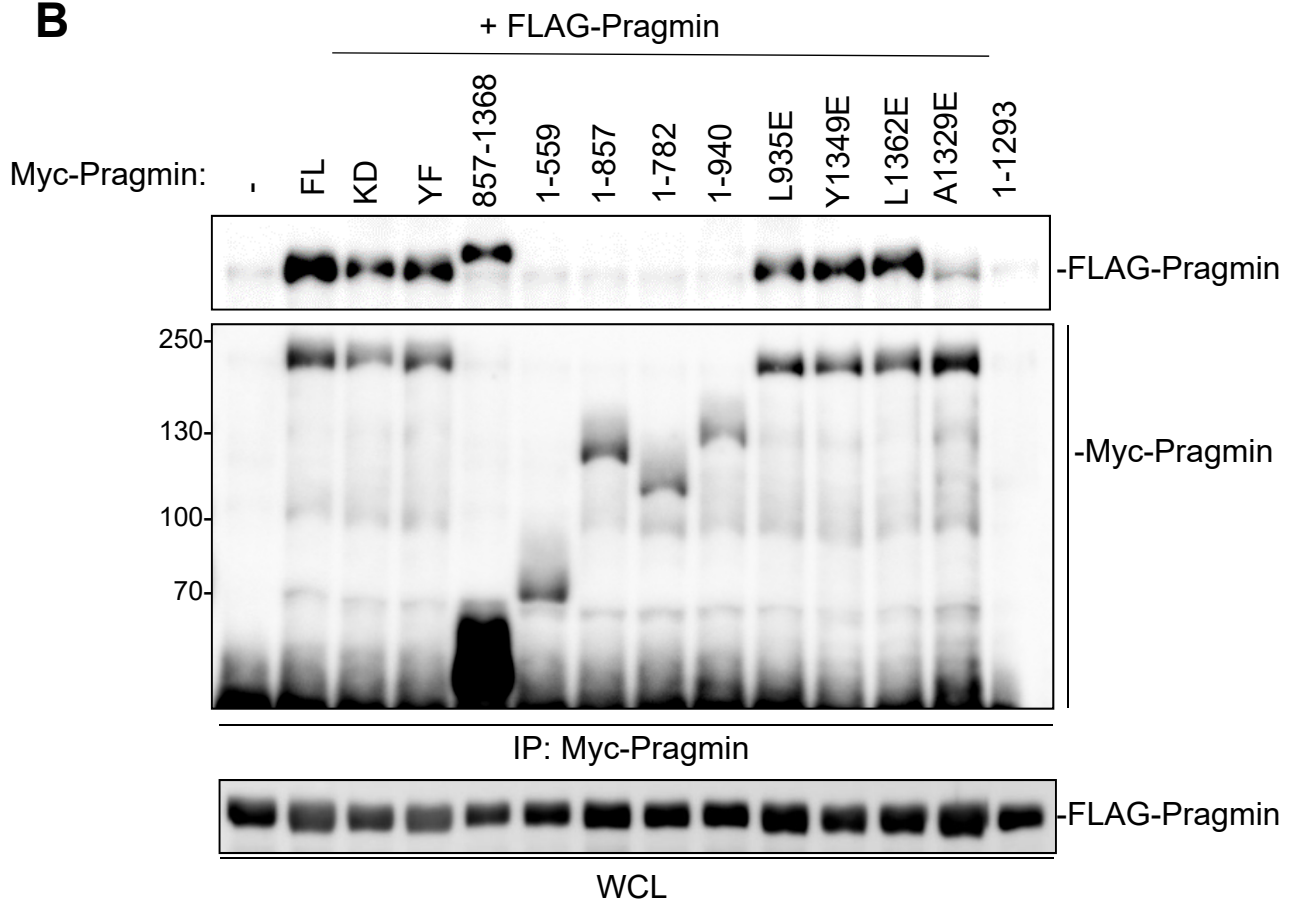 B
+ FLAG-Pragmin
Myc-Pragmin: - FL KD YF 857-1368 1-559 1-857 1-782 1-940 L935E Y1349E L1362E A1329E 1-1293
-FLAG-Pragmin
250-
130-
-Myc-Pragmin
100-
70-
IP: Myc-Pragmin
-FLAG-Pragmin
WCL